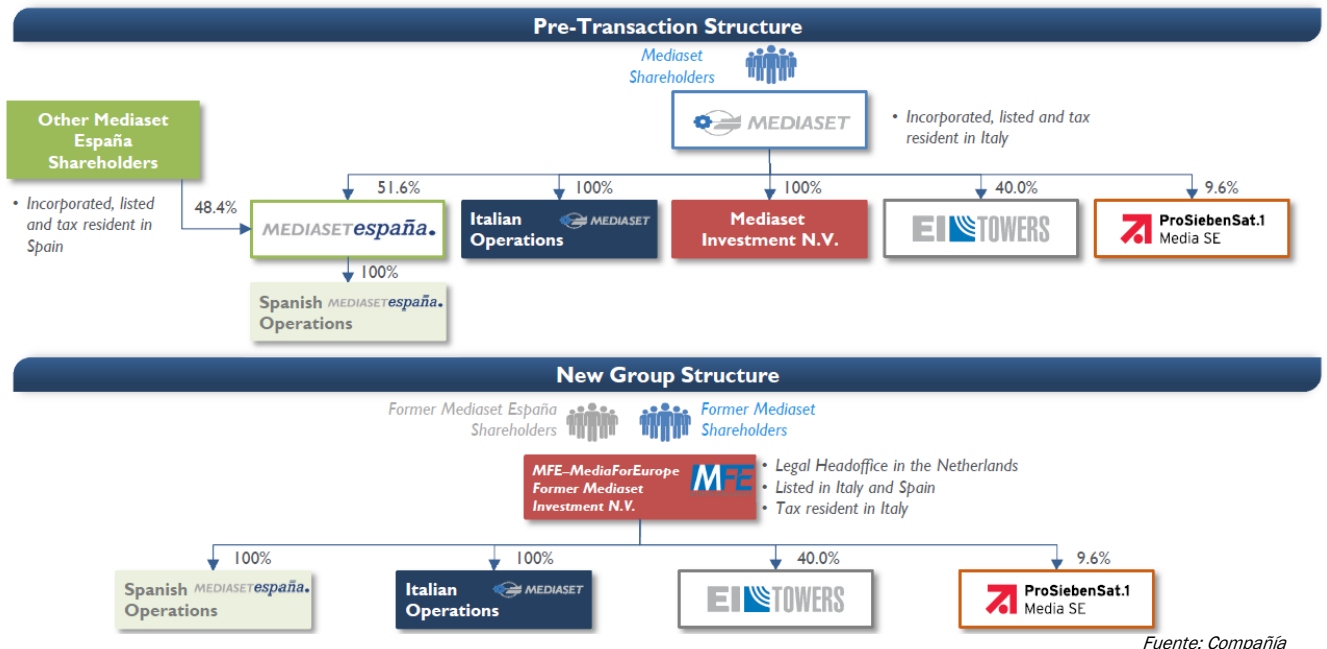 Pre-Transaction Structure
Mediaset
Shareholders
MEDIASET
• Incorporated, listed and tax
resident in Italy
Other Mediaset
España
Shareholders
• Incorporated, listed
and tax resident in
Spain
48.4%
51.6%
100%
100%
40.0%
9.6%
MEDIASETespaña.
Italian
Operations
MEDIASET
Mediaset
Investment N.V.
EI TOWERS
ProSiebenSat.1
Media SE
100%
Spanish MEDIASETespaña.
Operations
New Group Structure
Former Mediaset España
Shareholders
Former Mediaset
Shareholders
MFE–MediaForEurope
Former Mediaset
Investment N.V.
MFE
• Legal Headoffice in the Netherlands
• Listed in Italy and Spain
• Tax resident in Italy
100%
100%
40.0%
9.6%
Spanish MEDIASETespaña.
Operations
Italian
Operations
MEDIASET
EI TOWERS
ProSiebenSat.1
Media SE
Fuente: Compañía